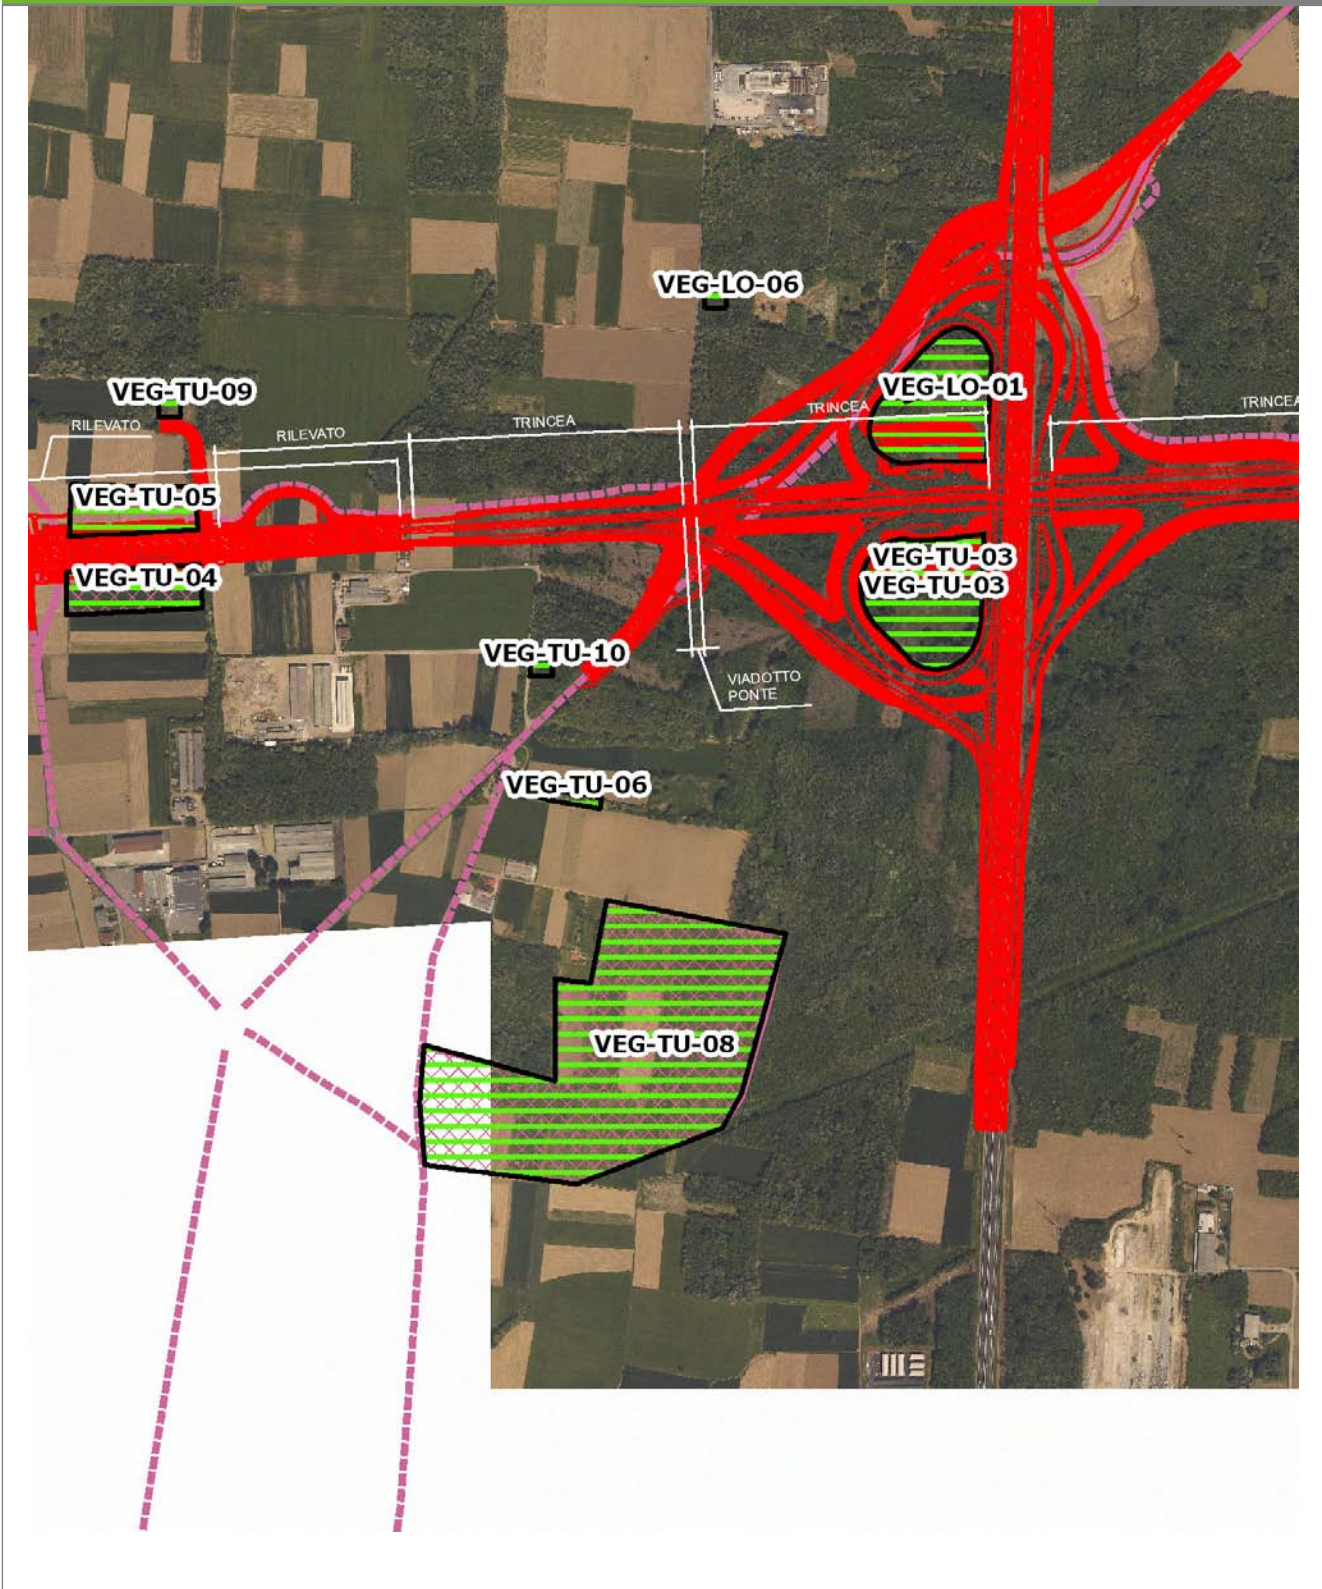 VEG-LO-06
VEG-TU-09
VEG-LO-01
TRINCEA
TRINCEA
TRINCEA
RILEVATO
RILEVATO
VEG-TU-05
VEG-TU-03
VEG-TU-04
VEG-TU-03
VEG-TU-10
VIADOTTO
PONTE
VEG-TU-06
VEG-TU-08